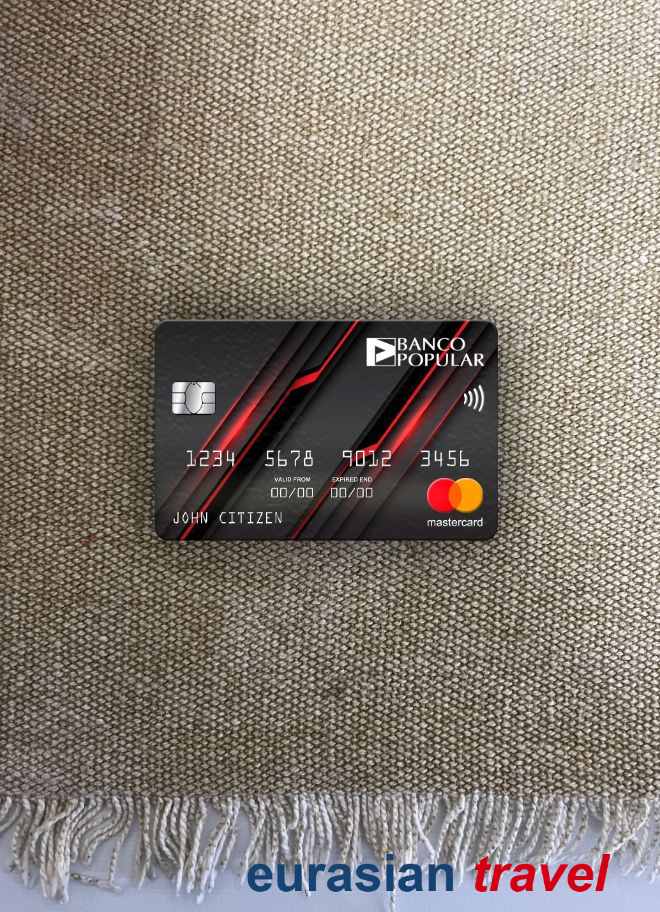 BANCO
POPULAR
1234 5678 9012 3456
VALID FROM EXPIRED END
00/00 00/00
JOHN CITIZEN
mastercard
eurasian travel